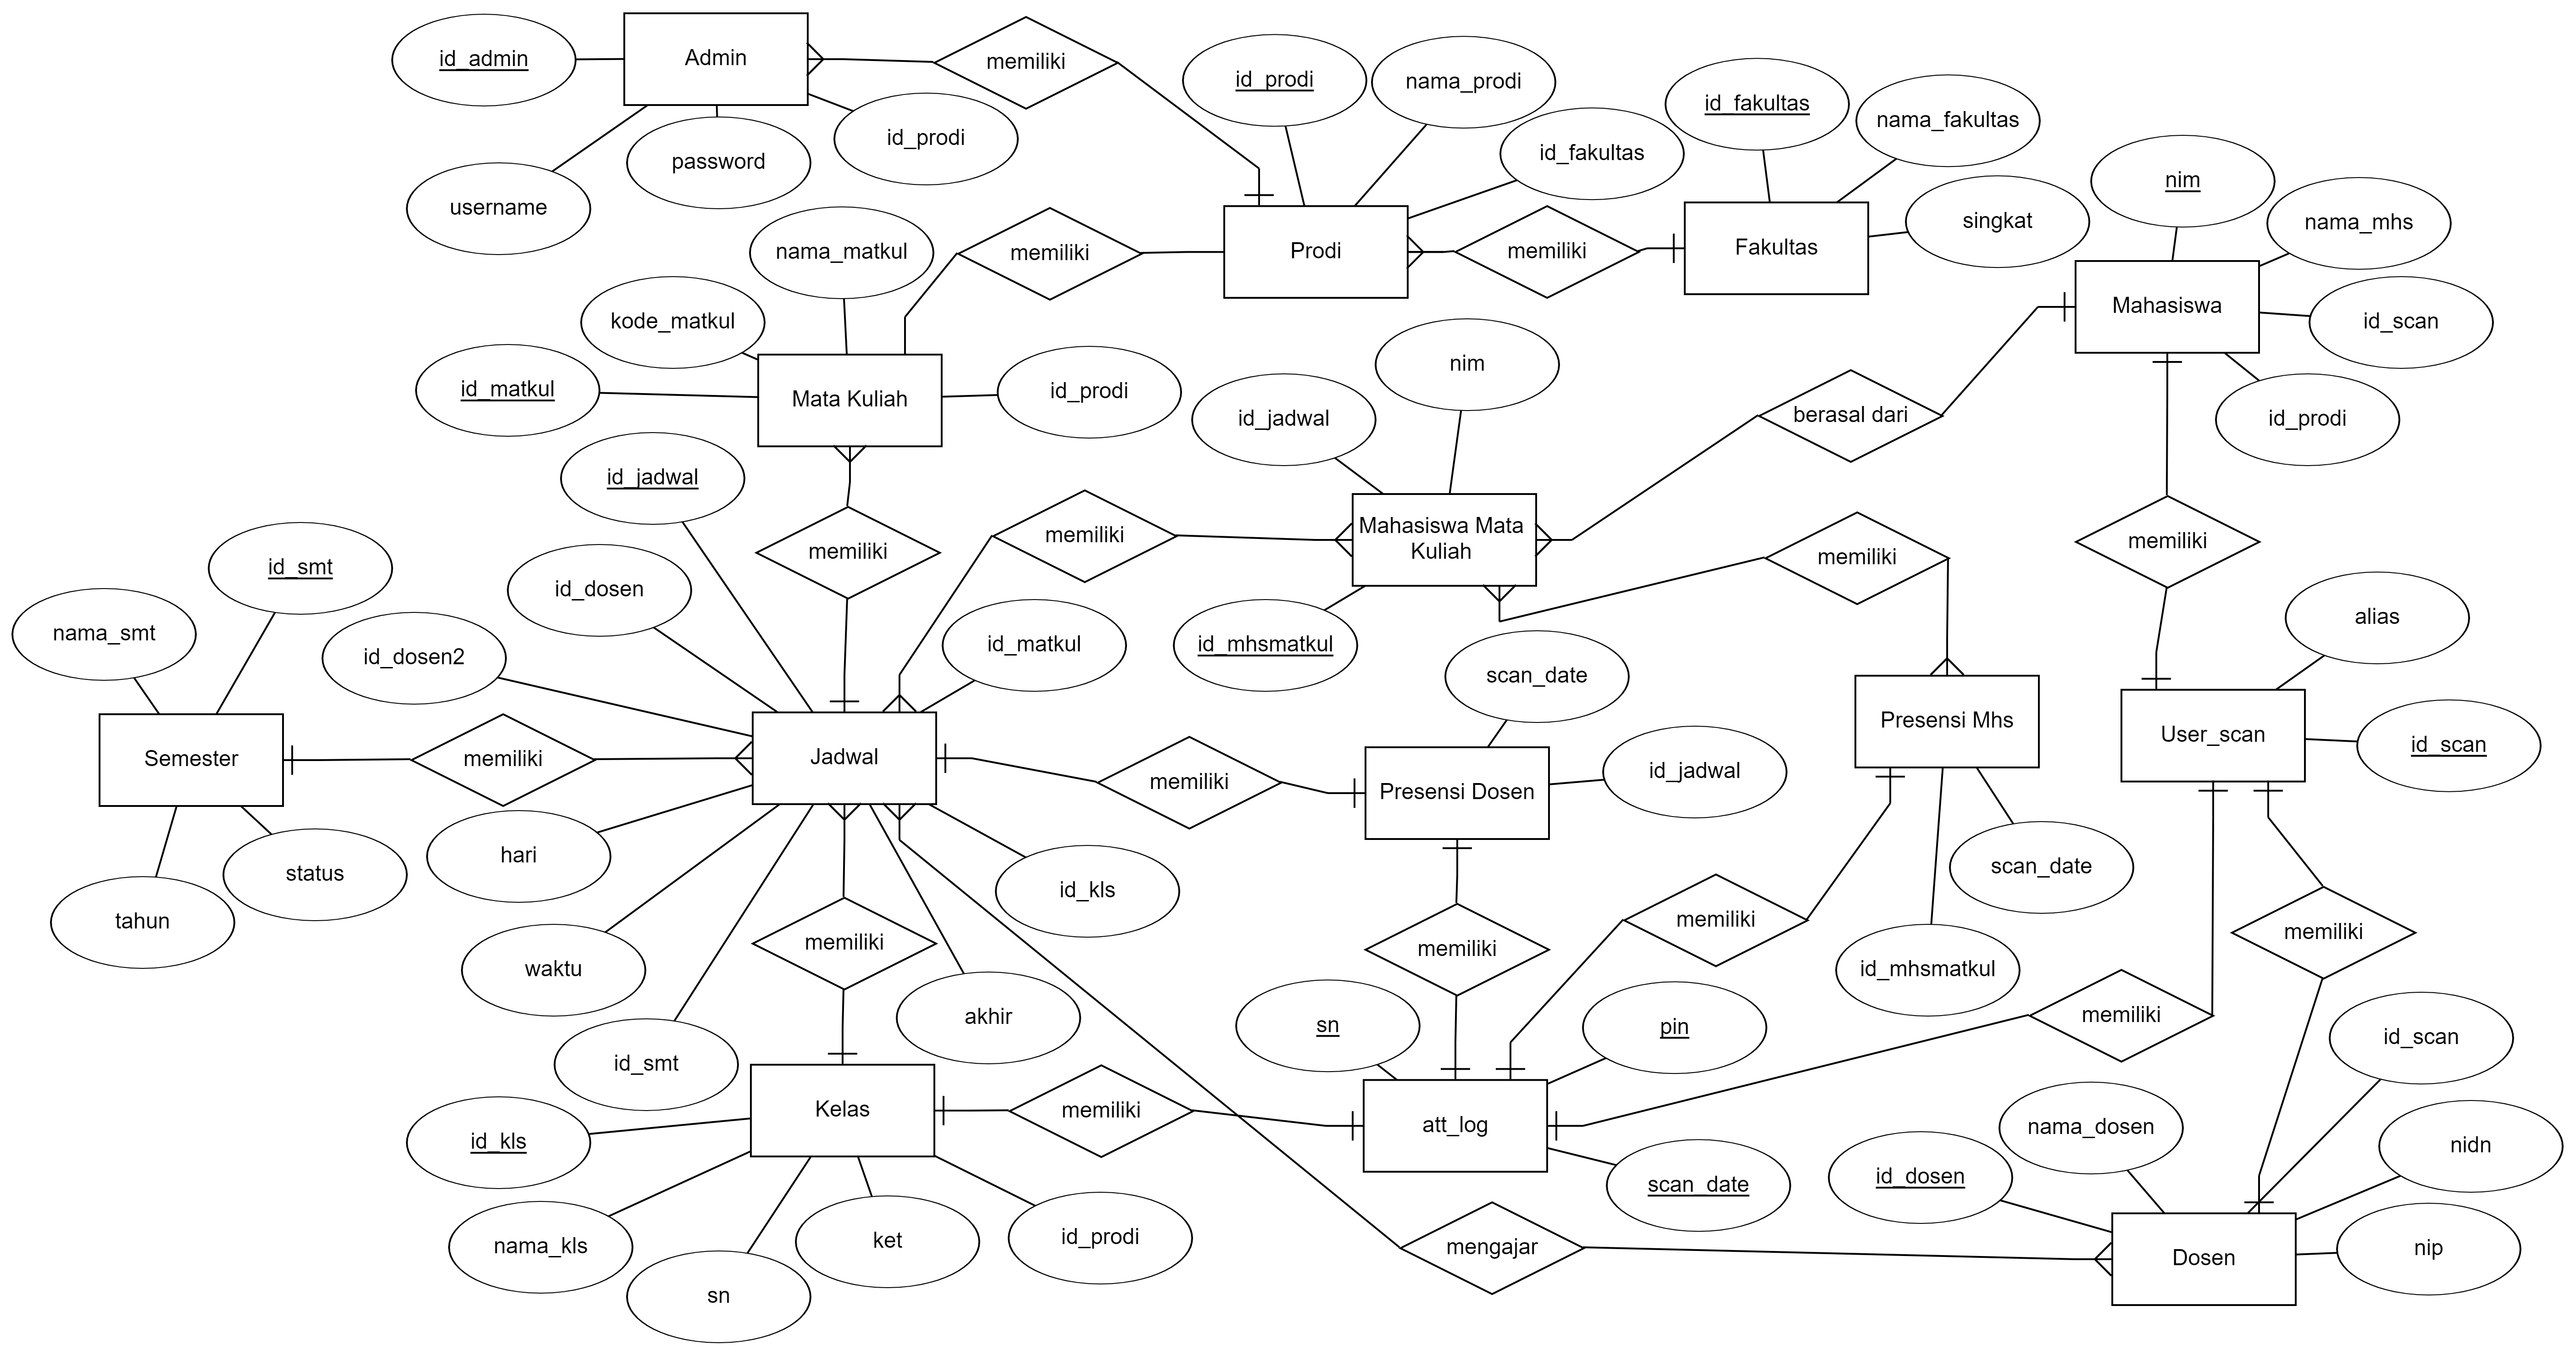 Admin
memiliki
id_admin
id_prodi
nama_prodi
id_fakultas
nama_fakultas
password
id_prodi
id_fakultas
nim
username
nama_matkul
memiliki
Prodi
memiliki
Fakultas
singkat
nama_mhs
kode_matkul
Mahasiswa
id_scan
id_matkul
Mata Kuliah
id_prodi
nim
id_jadwal
berasal dari
id_prodi
id_jadwal
memiliki
memiliki
Mahasiswa Mata
Kuliah
memiliki
memiliki
id_smt
id_dosen
nama_smt
id_dosen2
id_matkul
id_mhsmatkul
scan_date
alias
Semester
memiliki
Jadwal
memiliki
Presensi Dosen
id_jadwal
Presensi Mhs
User_scan
id_scan
hari
status
tahun
id_kls
scan_date
waktu
memiliki
memiliki
memiliki
memiliki
id_mhsmatkul
akhir
sn
pin
memiliki
id_scan
id_smt
Kelas
memiliki
att_log
nama_dosen
nidn
id_kls
scan_date
id_dosen
nama_kls
ket
id_prodi
mengajar
Dosen
nip
sn